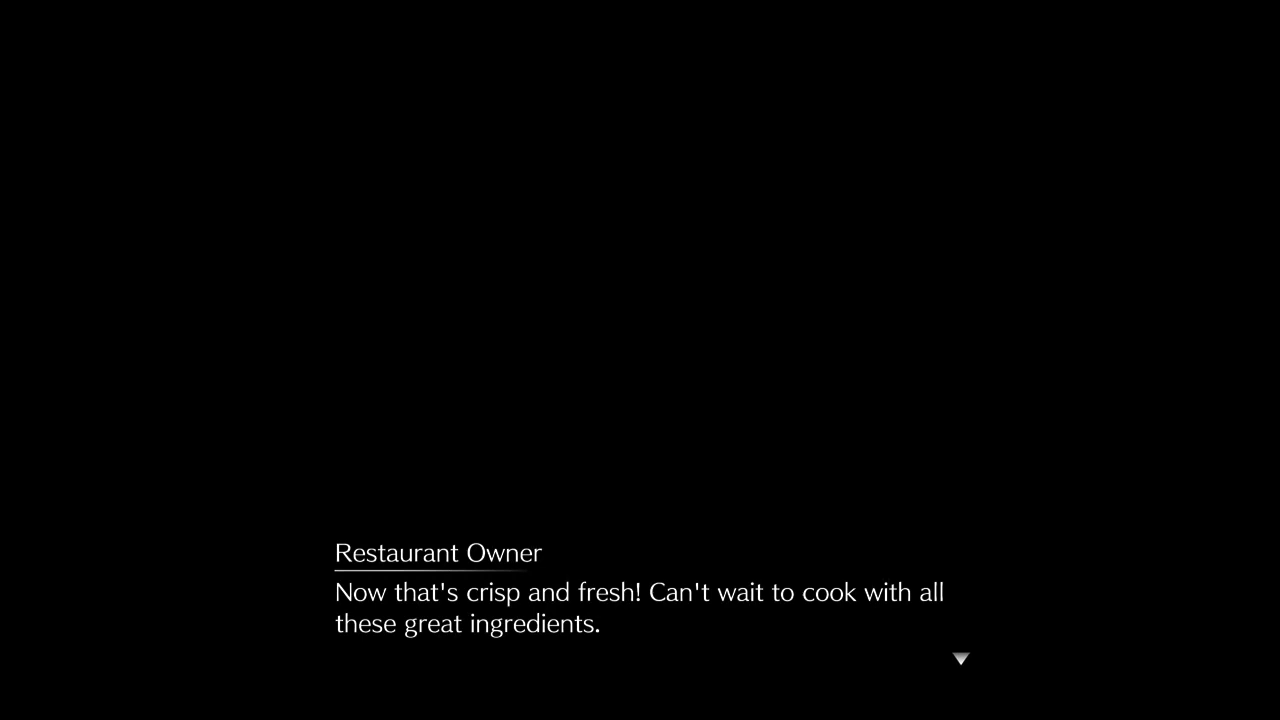 Restaurant Owner
Now that's crisp and fresh! Can't wait to cook with all
these great ingredients.